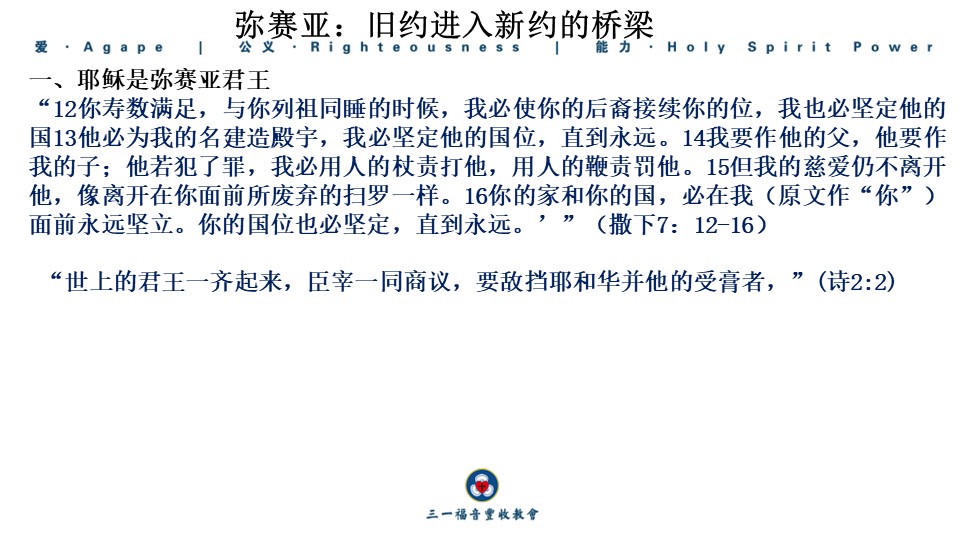 弥赛亚：旧约进入新约的桥梁
爱 · Agape | 公义 · Righteousness | 能力 · Holy Spirit Power
一、耶稣是弥赛亚君王
“12你寿数满足，与你列祖同睡的时候，我必使你的后裔接续你的位，我也必坚定他的
国13他必为我的名建造殿宇，我必坚定他的国位，直到永远。14我要作他的父，他要作
我的子；他若犯了罪，我必用人的杖责打他，用人的鞭责罚他。15但我的慈爱仍不离开
他，像离开在你面前所废弃的扫罗一样。16你的家和你的国，必在我（原文作“你”）
面前永远坚立。你的国位也必坚定，直到永远。’”（撒下7：12-16）
“世上的君王一齐起来，臣宰一同商议，要敌挡耶和华并他的受膏者，”(诗2:2)
三一福音豐收教會